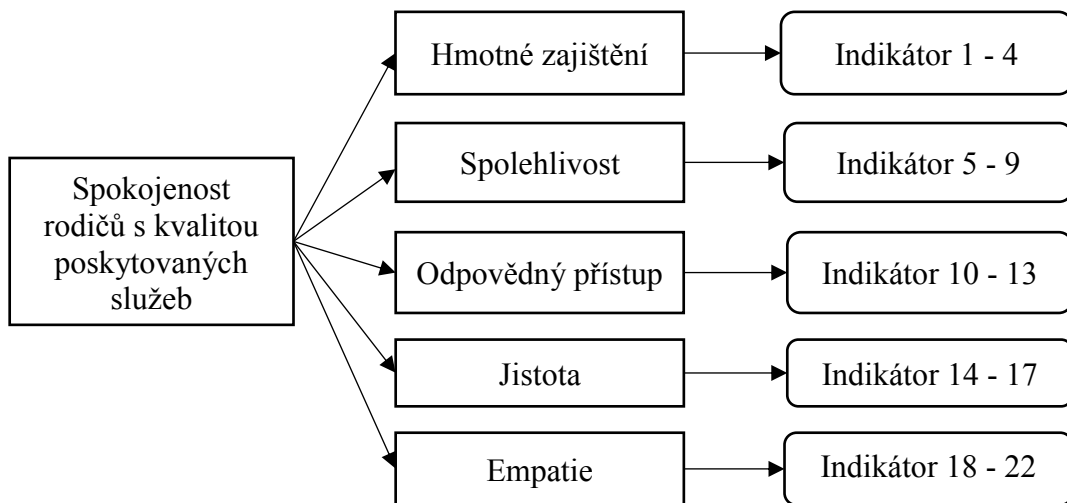 Spokojenost
rodičů s kvalitou
poskytovaných
služeb
Hmotné zajištění
Indikátor 1 - 4
Spolehlivost
Indikátor 5 - 9
Odpovědný přístup
Indikátor 10 - 13
Jistota
Indikátor 14 - 17
Empatie
Indikátor 18 - 22